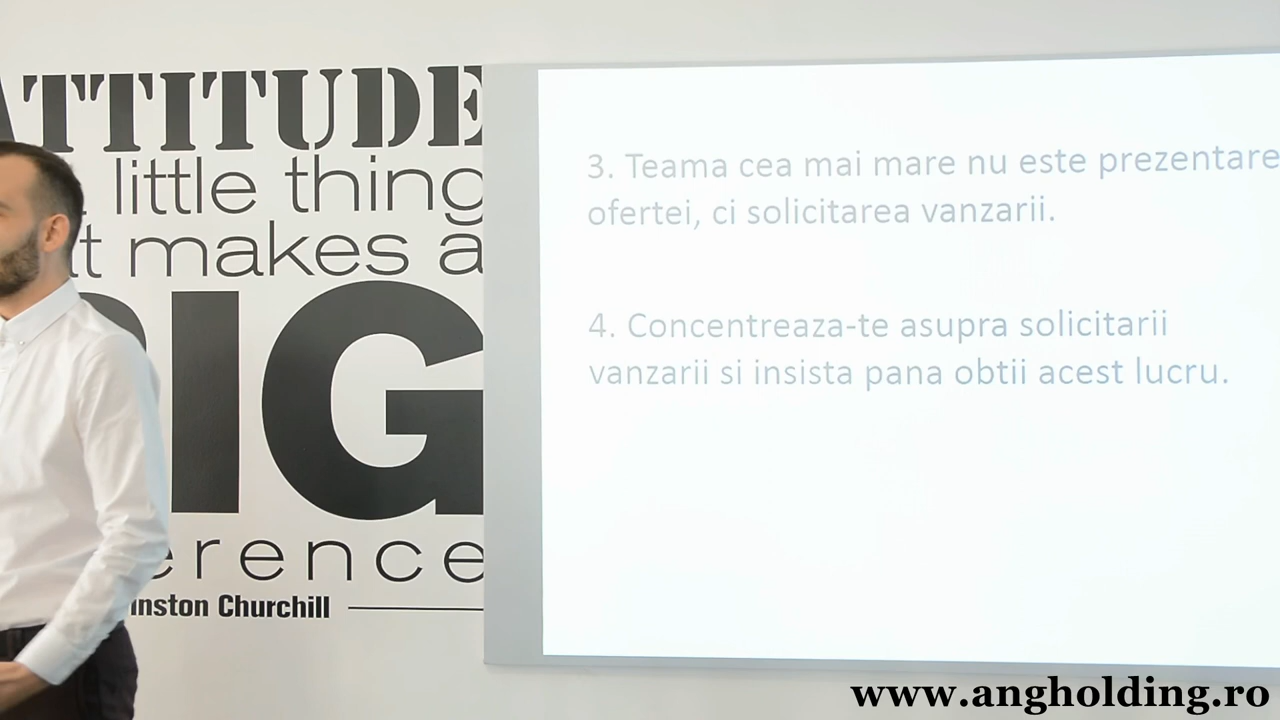 ATTITUDE
little thing
t makes a
BIG
erence
inston Churchill
3. Teama cea mai mare nu este prezentare
ofertei, ci solicitarea vanzarii.
4. Concentreaza-te asupra solicitarii
vanzarii si insista pana obtii acest lucru.
www.angholding.ro